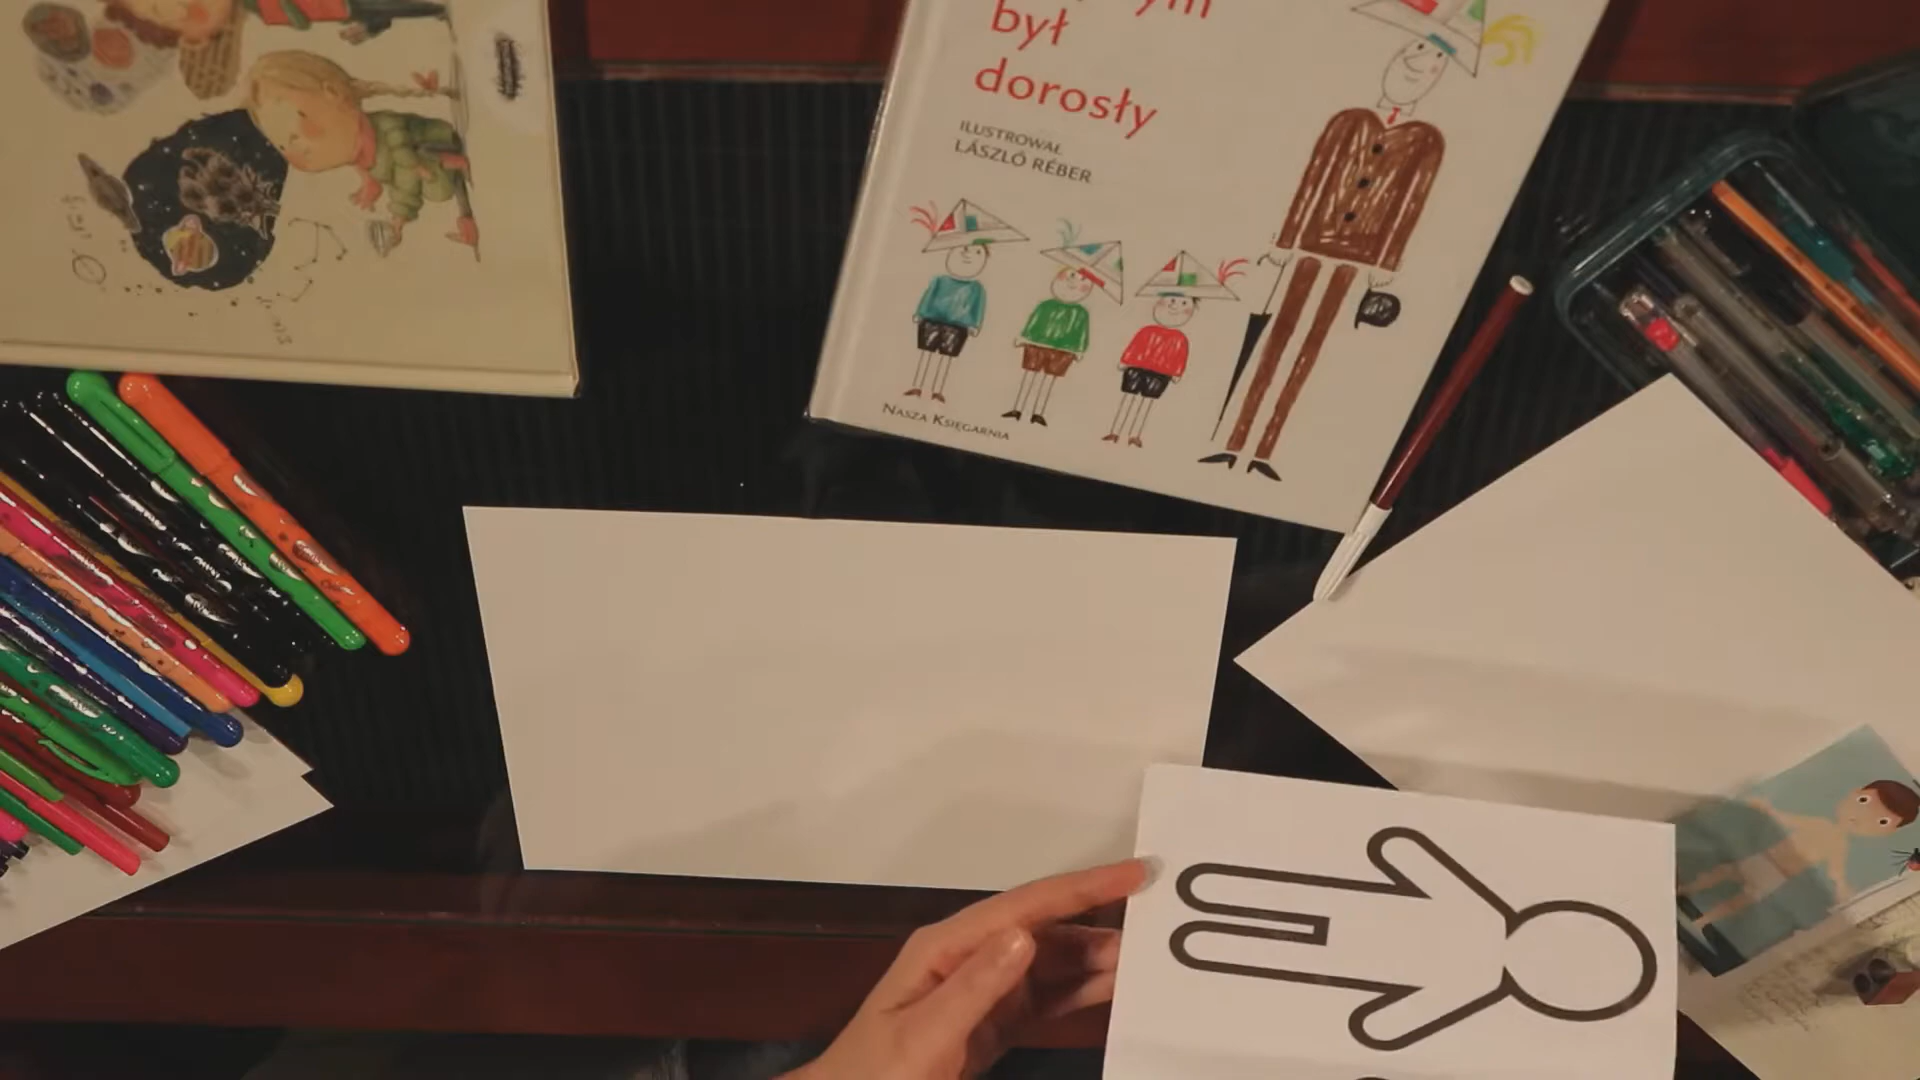 był
dorosły
ILUSTROWAŁ
LÁSZLÓ RÉBER
NASZA KSIĘGARNIA